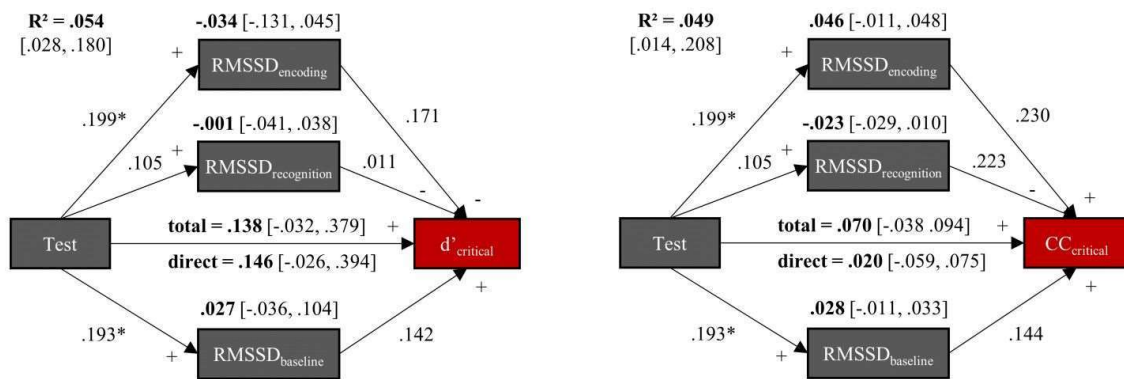 R² = .054
[.028, .180]
-.034 [-.131, .045]
+
RMSSDencoding
.199*
.171
-.001 [-.041, .038]
+
.105
RMSSDrecognition
.011
-
-
total = .138 [-.032, .379]
+
Test
d'critical
direct = .146 [-.026, .394]
+
.027 [-.036, .104]
.193*
.142
+
RMSSDbaseline
R² = .049
[.014, .208]
.046 [-.011, .048]
+
RMSSDencoding
.199*
.230
-.023 [-.029, .010]
+
.105
RMSSDrecognition
.223
-
+
total = .070 [-.038 .094]
+
Test
CCcritical
direct = .020 [-.059, .075]
+
.028 [-.011, .033]
.193*
.144
+
RMSSDbaseline